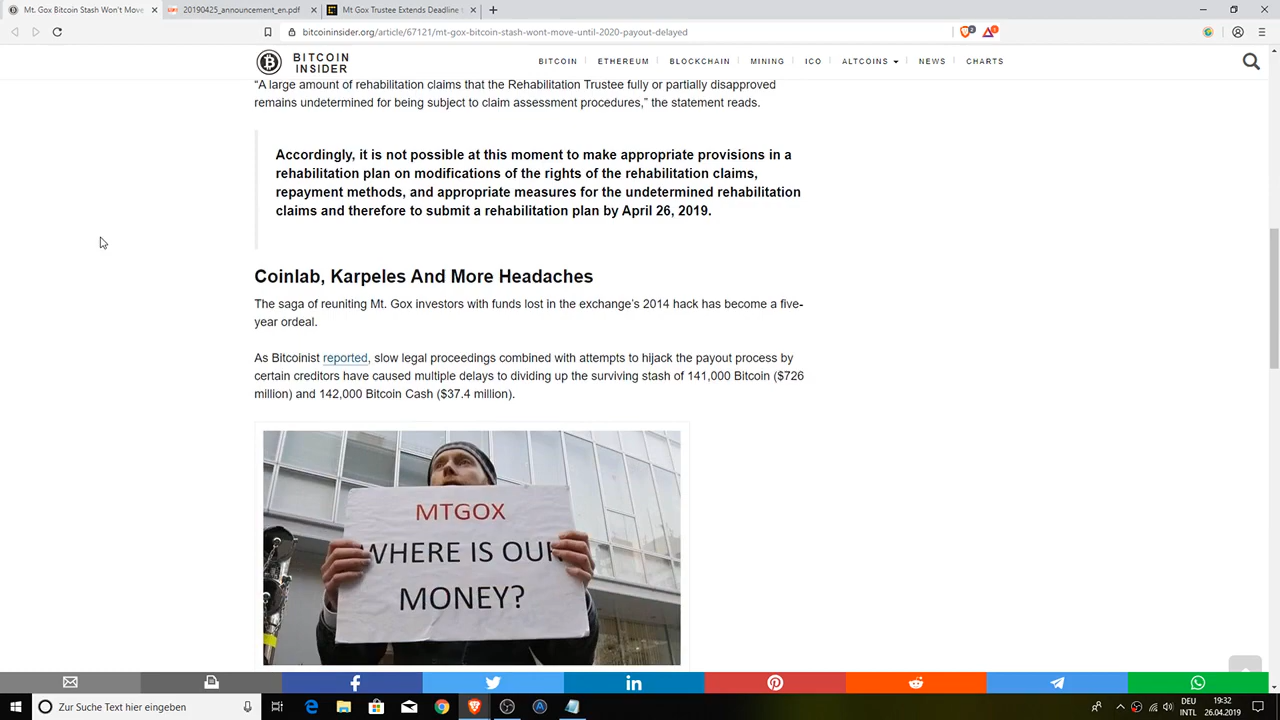 Mt. Gox Bitcoin Stash Won't Move
20190425_announcement_en.pdf
Mt Gox Trustee Extends Deadline t
bitcoininsider.org/article/67121/mt-gox-bitcoin-stash-wont-move-until-2020-payout-delayed
BITCOIN INSIDER
BITCOIN ETHEREUM BLOCKCHAIN MINING ICO ALTCOINS NEWS CHARTS
“A large amount of rehabilitation claims that the Rehabilitation Trustee fully or partially disapproved
remains undetermined for being subject to claim assessment procedures,” the statement reads.
Accordingly, it is not possible at this moment to make appropriate provisions in a
rehabilitation plan on modifications of the rights of the rehabilitation claims,
repayment methods, and appropriate measures for the undetermined rehabilitation
claims and therefore to submit a rehabilitation plan by April 26, 2019.
Coinlab, Karpeles And More Headaches
The saga of reuniting Mt. Gox investors with funds lost in the exchange’s 2014 hack has become a five-
year ordeal.
As Bitcoinist reported, slow legal proceedings combined with attempts to hijack the payout process by
certain creditors have caused multiple delays to dividing up the surviving stash of 141,000 Bitcoin ($726
million) and 142,000 Bitcoin Cash ($37.4 million).
MTGOX
WHERE IS OUR
MONEY?
Zur Suche Text hier eingeben
DEU
INTL
19:32
26.04.2019